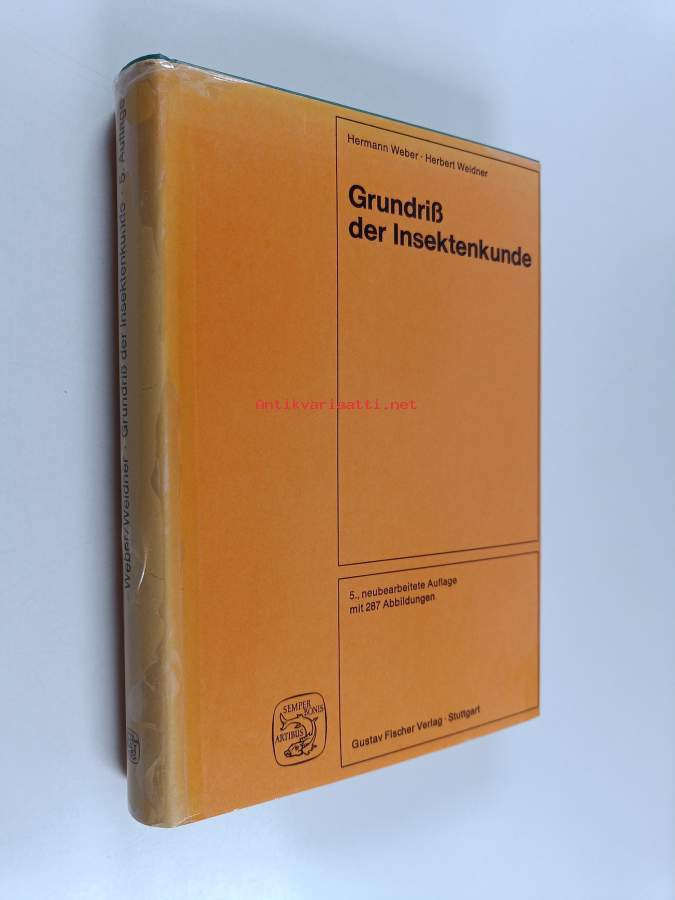 Weber/Weidner · Grundriß der Insektenkunde · 5. Auflage
Hermann Weber · Herbert Weidner
Grundriß
der Insektenkunde
Antikvarisatti.net
5., neubearbeitete Auflage
mit 287 Abbildungen
SEMPER
BONIS
ARTIBUS
Gustav Fischer Verlag · Stuttgart